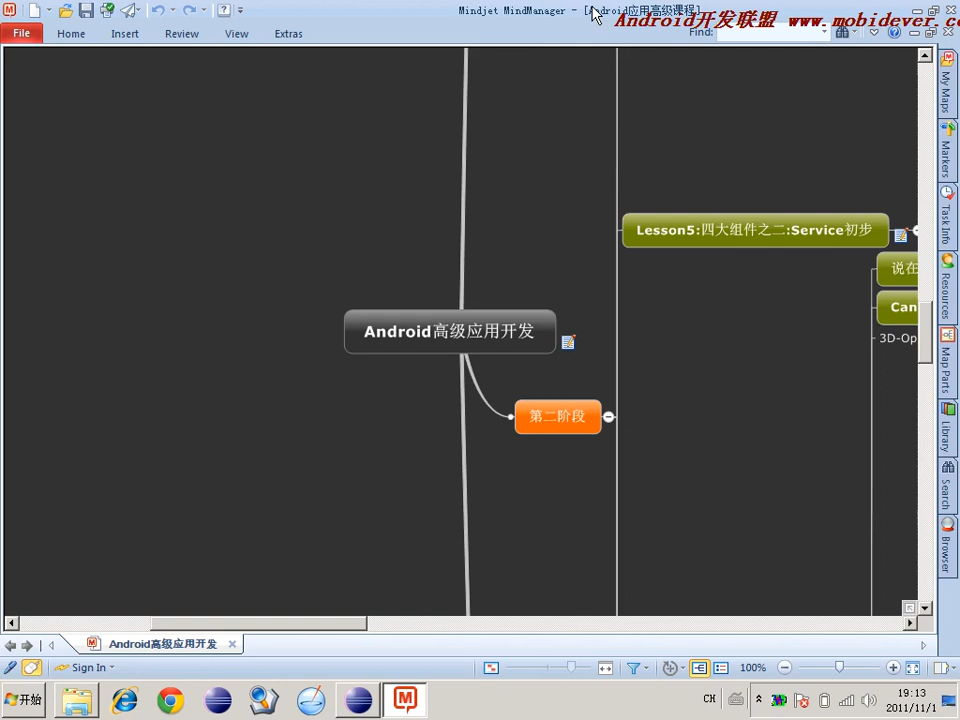 Mindjet MindManager - [Android应用高级课程]
Android开发联盟 www.mobidever.co
File Home Insert Review View Extras Find:
Lesson5:四大组件之二:Service初步
说在
Can
3D-Op
Android高级应用开发
第二阶段
My Maps
Markers
Task Info
Resources
Map Parts
Library
Search
Browser
Android高级应用开发
Sign In
100%
开始
CH
19:13
2011/11/1